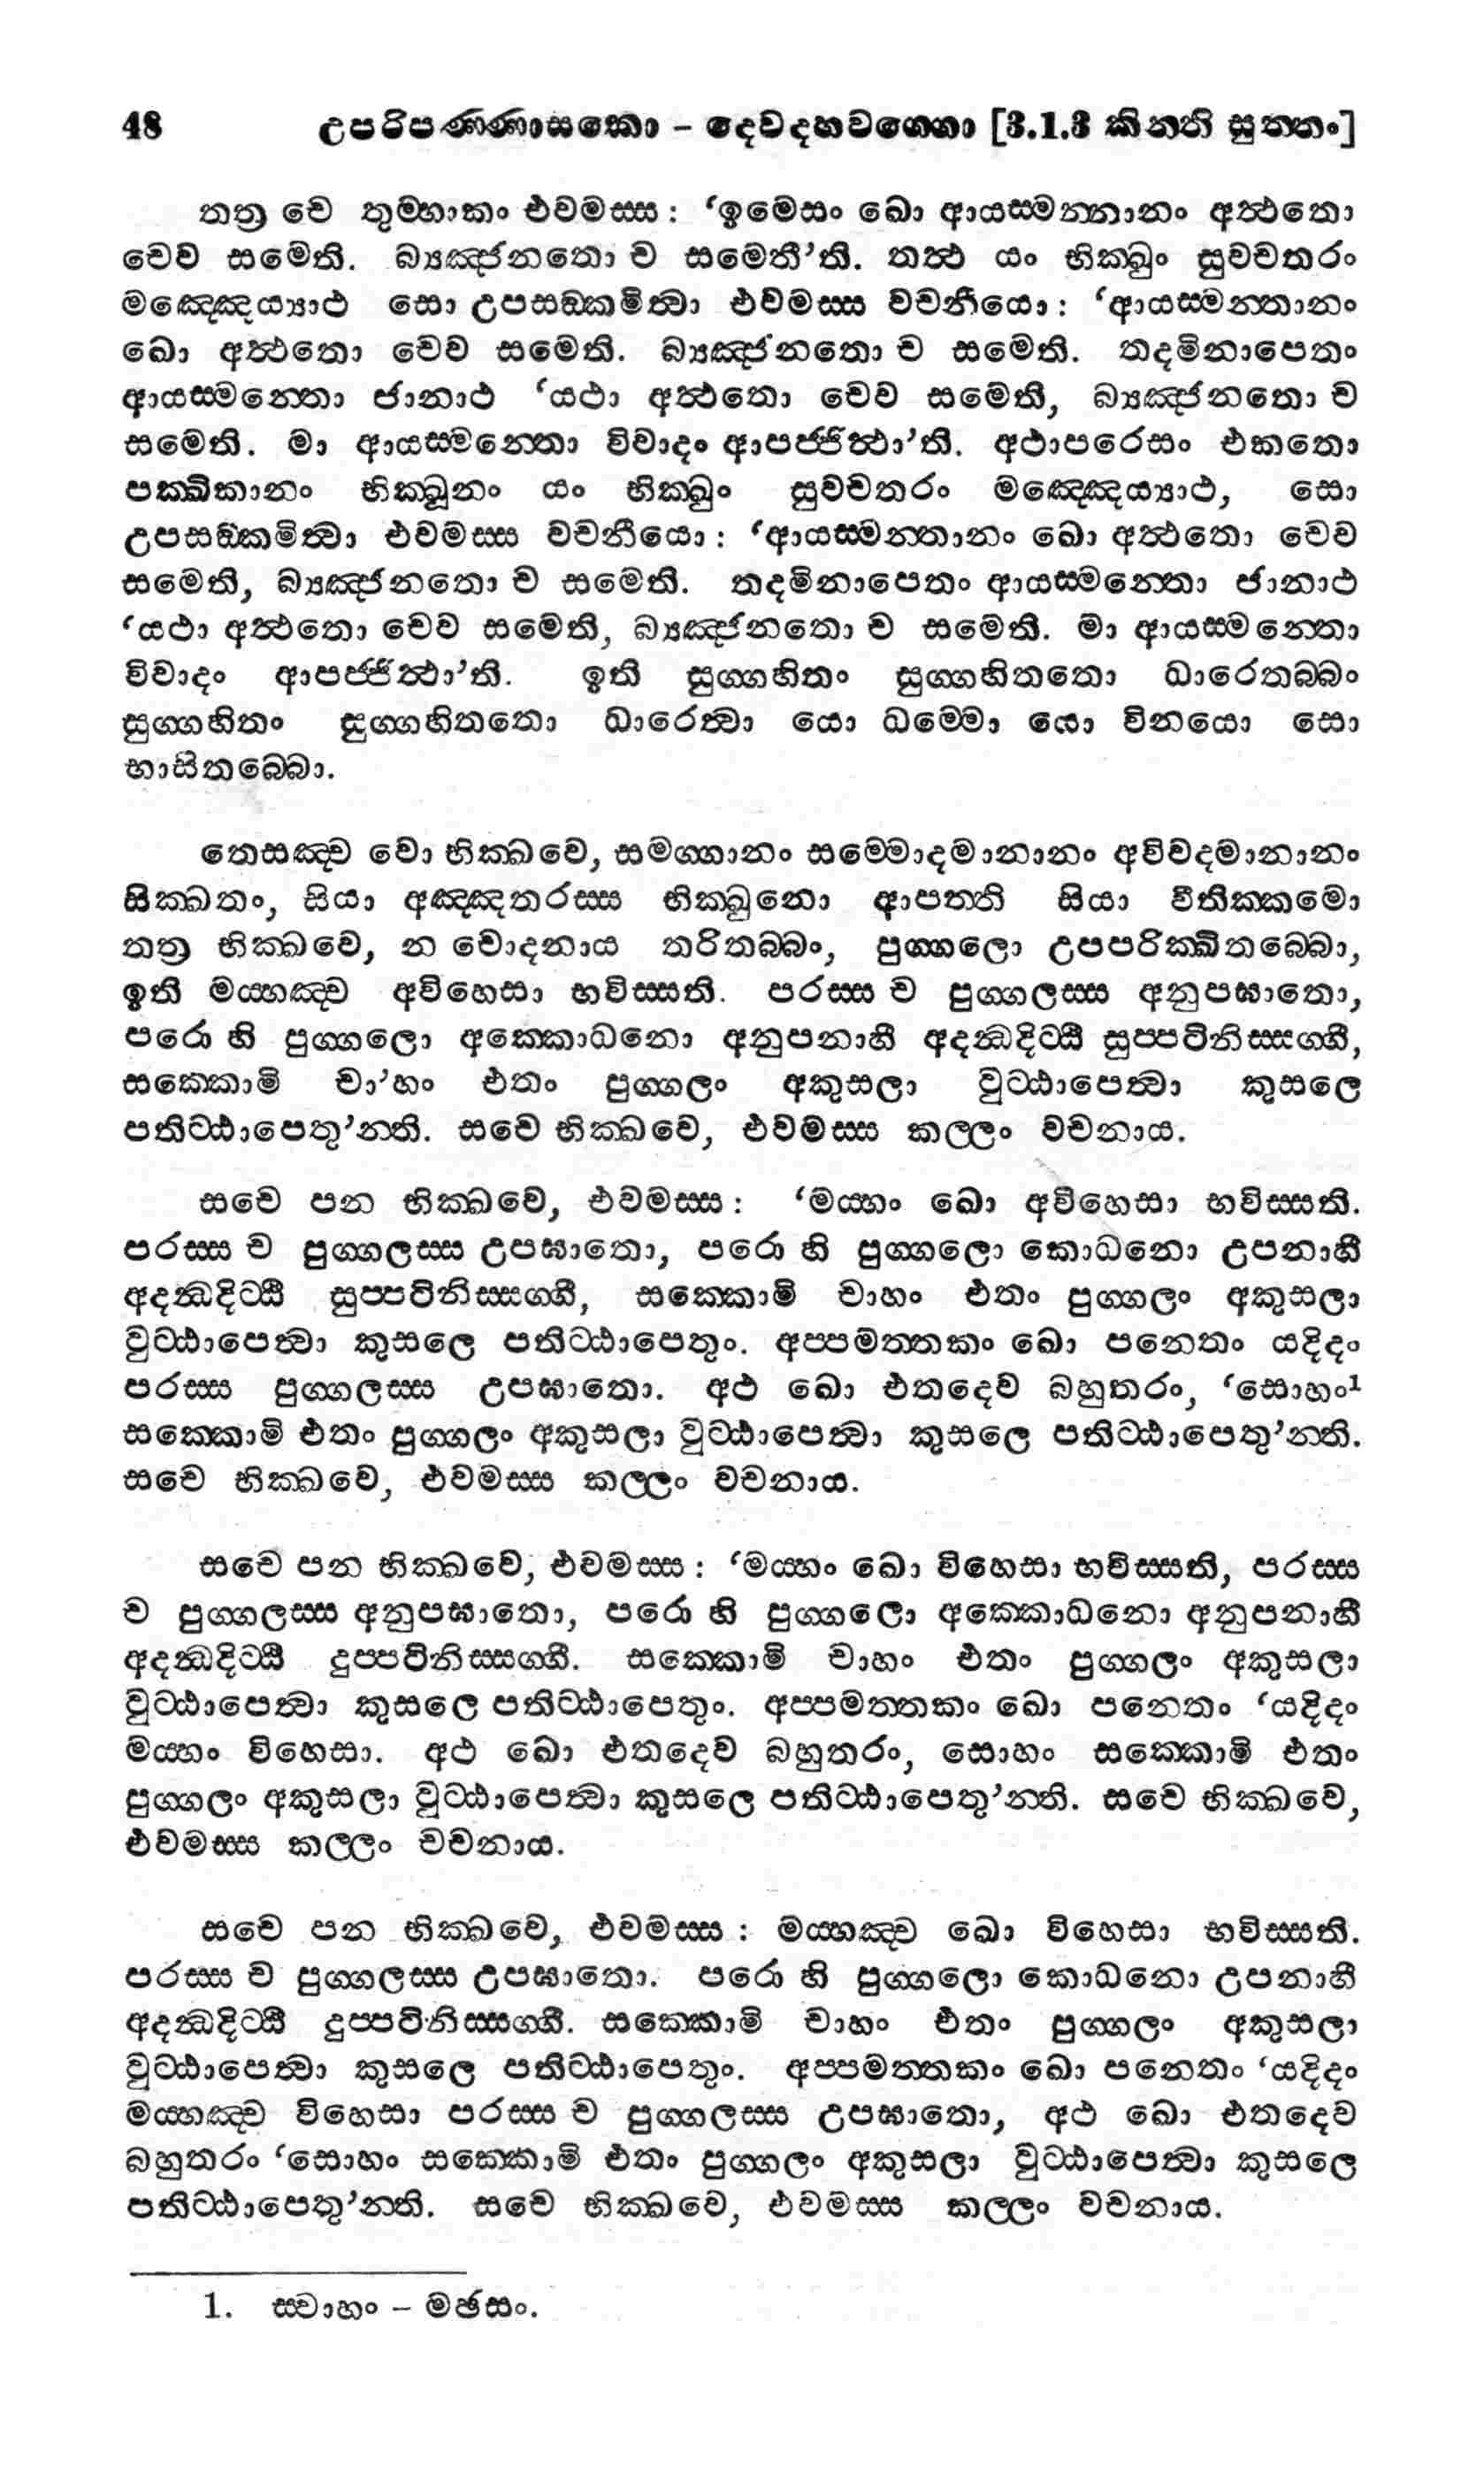 48 උපරිපණ්ණාසකො – දෙවදහවග්ගො [3.1.3 කින්ති සුත්තං]
තත්‍ර චෙ තුම්හාකං එවමස්ස: ‘ඉමෙසං ඛො ආයස්මන්තානං අත්ථතො
චෙව සමෙති. බ්‍යඤ්ජනතො ච සමෙතී’ති. තත්ථ යං භික්ඛුං සුවචතරං
මඤ්ඤෙය්‍යාථ සො උපසඞ්කමිත්‍වා එවමස්ස වචනීයො: ‘ආයස්මන්තානං
ඛො අත්ථතො චෙව සමෙති. බ්‍යඤ්ජනතො ච සමෙති. තදමිනාපෙතං
ආයස්මන්තො ජානාථ ‘යථා අත්ථතො චෙව සමෙති, බ්‍යඤ්ජනතො ච
සමෙති. මා ආයස්මන්තො විවාදං ආපජ්ජිත්ථා’ති. අථාපරෙසං එකතො
පක්ඛිකානං භික්ඛූනං යං භික්ඛුං සුවචතරං මඤ්ඤෙය්‍යාථ, සො
උපසඞ්කමිත්‍වා එවමස්ස වචනීයො: ‘ආයස්මන්තානං ඛො අත්ථතො චෙව
සමෙති, බ්‍යඤ්ජනතො ච සමෙති. තදමිනාපෙතං ආයස්මන්තො ජානාථ
‘යථා අත්ථතො චෙව සමෙති, බ්‍යඤ්ජනතො ච සමෙති. මා ආයස්මන්තො
විවාදං ආපජ්ජිත්ථා’ති. ඉති සුග්ගහිතං සුග්ගහිතතො ධාරෙතබ්බං
සුග්ගහිතං සුග්ගහිතතො ධාරෙත්‍වා යො ධම්මො යො විනයො සො
භාසිතබ්බො.
තෙසඤ්ච වො භික්ඛවෙ, සමග්ගානං සම්මොදමානානං අවිවදමානානං
සික්ඛතං, සියා අඤ්ඤතරස්ස භික්ඛුනො ආපත්ති සියා වීතික්කමො
තත්‍ර භික්ඛවෙ, න චොදනාය තරිතබ්බං, පුග්ගලො උපපරික්ඛිතබ්බො,
ඉති මය්හඤ්ච අවිහෙසා භවිස්සති. පරස්ස ච පුග්ගලස්ස අනුපඝාතො,
පරො හි පුග්ගලො අක්කොධනො අනුපනාහී අදන්ධදිට්ඨී සුප්පටිනිස්සග්ගී,
සක්කොමි චා’හං එතං පුග්ගලං අකුසලා වුට්ඨාපෙත්‍වා කුසලෙ
පතිට්ඨාපෙතු’න්ති. සචෙ භික්ඛවෙ, එවමස්ස කල්ලං වචනාය.
සචෙ පන භික්ඛවෙ, එවමස්ස: ‘මය්හං ඛො අවිහෙසා භවිස්සති.
පරස්ස ච පුග්ගලස්ස උපඝාතො, පරො හි පුග්ගලො කොධනො උපනාහී
අදන්ධදිට්ඨී සුප්පටිනිස්සග්ගී, සක්කොමි චාහං එතං පුග්ගලං අකුසලා
වුට්ඨාපෙත්‍වා කුසලෙ පතිට්ඨාපෙතුං. අප්පමත්තකං ඛො පනෙතං යදිදං
පරස්ස පුග්ගලස්ස උපඝාතො. අථ ඛො එතදෙව බහුතරං, ‘සොහං¹
සක්කොමි එතං පුග්ගලං අකුසලා වුට්ඨාපෙත්‍වා කුසලෙ පතිට්ඨාපෙතු’න්ති.
සචෙ භික්ඛවෙ, එවමස්ස කල්ලං වචනාය.
සචෙ පන භික්ඛවෙ, එවමස්ස: ‘මය්හං ඛො විහෙසා භවිස්සති, පරස්ස
ච පුග්ගලස්ස අනුපඝාතො, පරො හි පුග්ගලො අක්කොධනො අනුපනාහී
අදන්ධදිට්ඨී දුප්පටිනිස්සග්ගී. සක්කොමි චාහං එතං පුග්ගලං අකුසලා
වුට්ඨාපෙත්‍වා කුසලෙ පතිට්ඨාපෙතුං. අප්පමත්තකං ඛො පනෙතං ‘යදිදං
මය්හං විහෙසා. අථ ඛො එතදෙව බහුතරං, සොහං සක්කොමි එතං
පුග්ගලං අකුසලා වුට්ඨාපෙත්‍වා කුසලෙ පතිට්ඨාපෙතු’න්ති. සචෙ භික්ඛවෙ,
එවමස්ස කල්ලං වචනාය.
සචෙ පන භික්ඛවෙ, එවමස්ස: මය්හඤ්ච ඛො විහෙසා භවිස්සති.
පරස්ස ච පුග්ගලස්ස උපඝාතො. පරො හි පුග්ගලො කොධනො උපනාහී
අදන්ධදිට්ඨී දුප්පටිනිස්සග්ගී. සක්කොමි චාහං එතං පුග්ගලං අකුසලා
වුට්ඨාපෙත්‍වා කුසලෙ පතිට්ඨාපෙතුං. අප්පමත්තකං ඛො පනෙතං ‘යදිදං
මය්හඤ්ච විහෙසා පරස්ස ච පුග්ගලස්ස උපඝාතො, අථ ඛො එතදෙව
බහුතරං ‘සොහං සක්කොමි එතං පුග්ගලං අකුසලා වුට්ඨාපෙත්‍වා කුසලෙ
පතිට්ඨාපෙතු’න්ති. සචෙ භික්ඛවෙ, එවමස්ස කල්ලං වචනාය.
1. ස්වාහං – මඡසං.